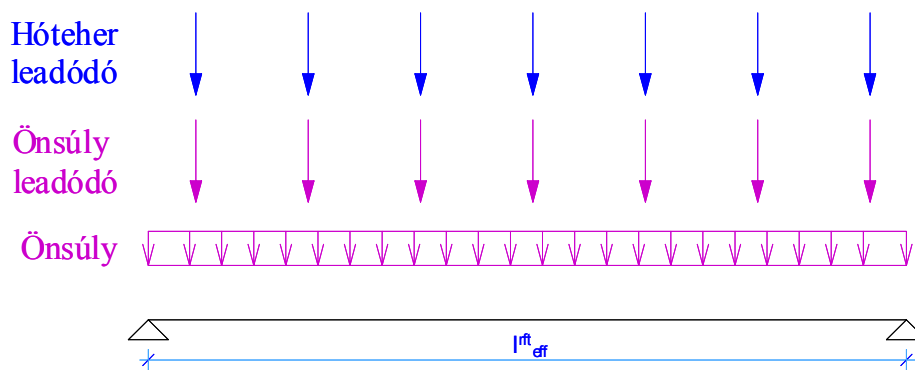 Hóteher
leadódó
Önsúly
leadódó
Önsúly
l^rft_eff